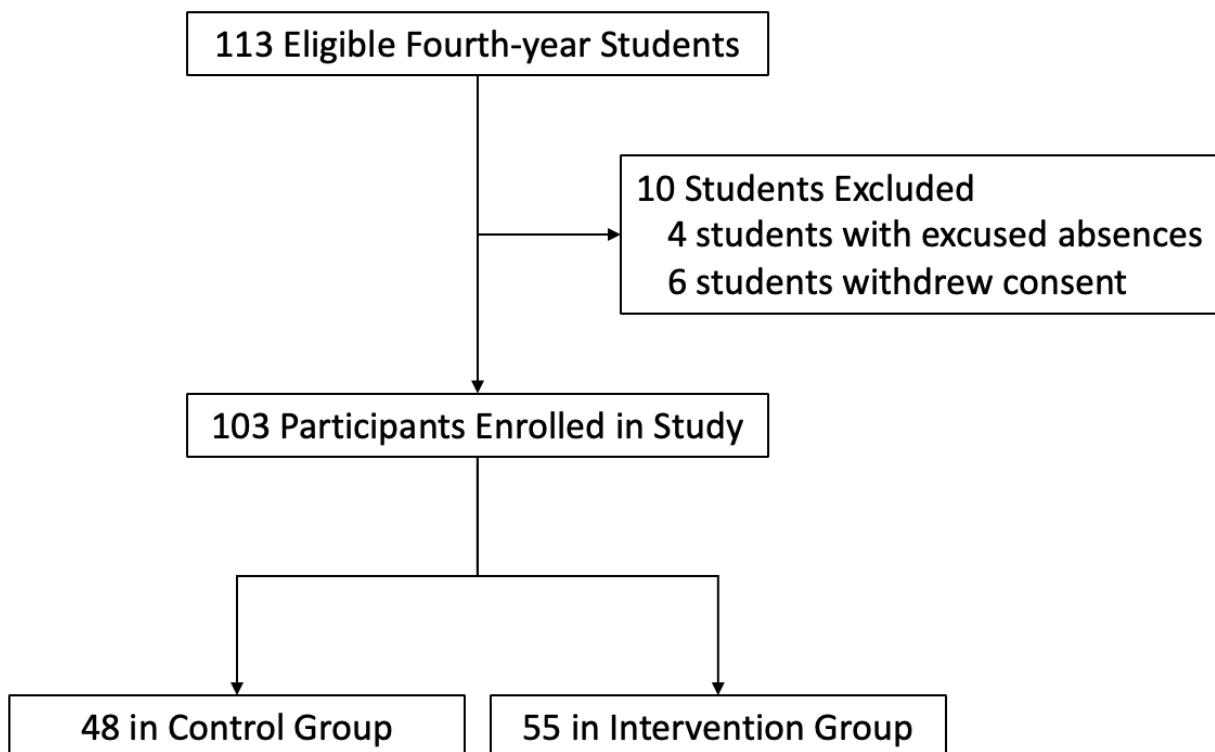 113 Eligible Fourth-year Students
10 Students Excluded
4 students with excused absences
6 students withdrew consent
103 Participants Enrolled in Study
48 in Control Group
55 in Intervention Group